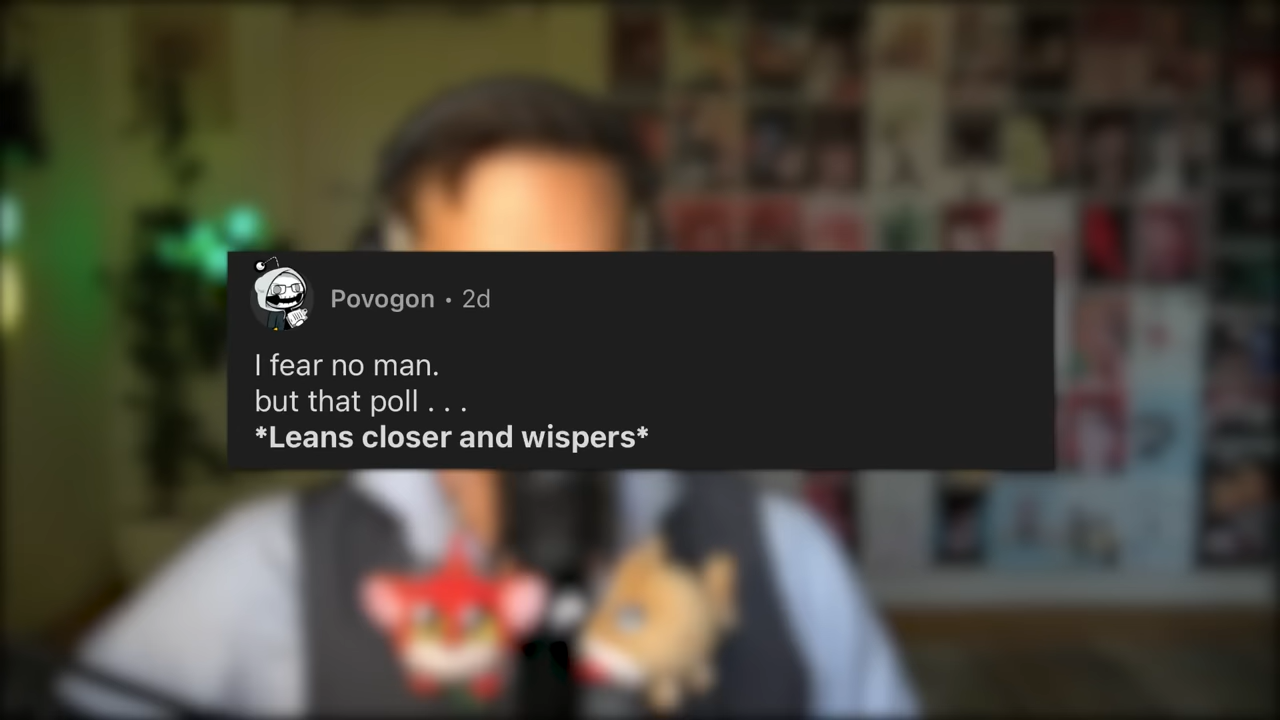 Povogon • 2d
I fear no man.
but that poll . . .
*Leans closer and wispers*